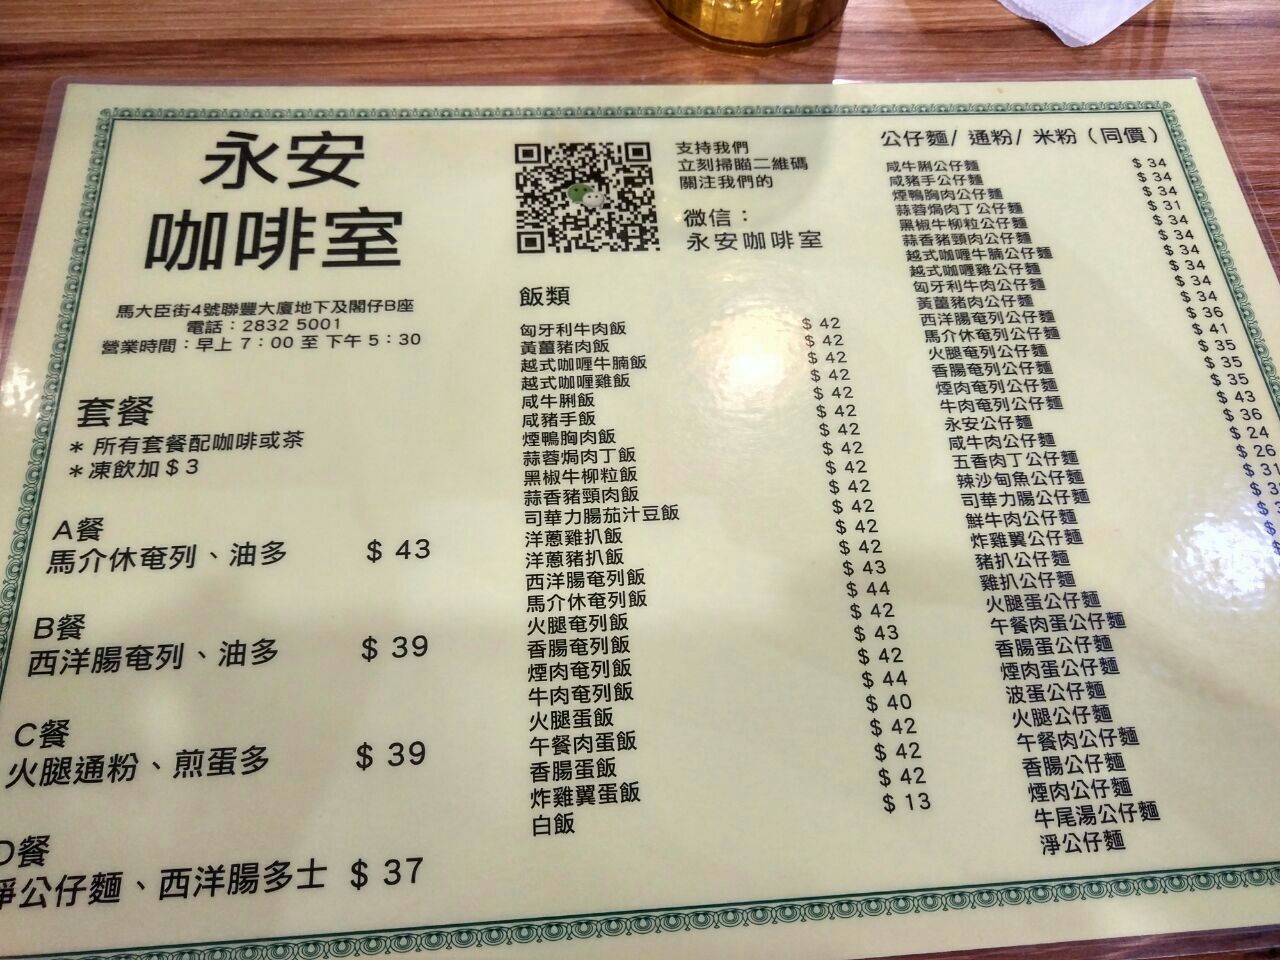 永安
咖啡室
馬大臣街4號聯豐大廈地下及閣仔B座
電話：2832 5001
營業時間：早上 7：00 至 下午 5：30
套餐
* 所有套餐配咖啡或茶
* 凍飲加 $ 3
A餐
馬介休奄列、油多 $ 43
B餐
西洋腸奄列、油多 $ 39
C餐
火腿通粉、煎蛋多 $ 39
D餐
淨公仔麵、西洋腸多士 $ 37
支持我們
立刻掃瞄二維碼
關注我們的
微信：
永安咖啡室
飯類
匈牙利牛肉飯 $ 42
黃薑豬肉飯 $ 42
越式咖喱牛腩飯 $ 42
越式咖喱雞飯 $ 42
咸牛脷飯 $ 42
咸豬手飯 $ 42
煙鴨胸肉飯 $ 42
蒜蓉焗肉丁飯 $ 42
黑椒牛柳粒飯 $ 42
蒜香豬頸肉飯 $ 42
司華力腸茄汁豆飯 $ 42
洋蔥雞扒飯 $ 42
洋蔥豬扒飯 $ 42
西洋腸奄列飯 $ 43
馬介休奄列飯 $ 44
火腿奄列飯 $ 42
香腸奄列飯 $ 43
煙肉奄列飯 $ 42
牛肉奄列飯 $ 44
火腿蛋飯 $ 40
午餐肉蛋飯 $ 42
香腸蛋飯 $ 42
炸雞翼蛋飯 $ 42
白飯 $ 13
公仔麵/ 通粉/ 米粉（同價）
咸牛脷公仔麵 $ 34
咸豬手公仔麵 $ 34
煙鴨胸肉公仔麵 $ 34
蒜蓉焗肉丁公仔麵 $ 31
黑椒牛柳粒公仔麵 $ 34
蒜香豬頸肉公仔麵 $ 34
越式咖喱牛腩公仔麵 $ 34
越式咖喱雞公仔麵 $ 34
匈牙利牛肉公仔麵 $ 34
黃薑豬肉公仔麵 $ 34
西洋腸奄列公仔麵 $ 36
馬介休奄列公仔麵 $ 41
火腿奄列公仔麵 $ 35
香腸奄列公仔麵 $ 35
煙肉奄列公仔麵 $ 35
牛肉奄列公仔麵 $ 43
永安公仔麵 $ 36
咸牛肉公仔麵 $ 24
五香肉丁公仔麵 $ 26
辣沙甸魚公仔麵
司華力腸公仔麵
鮮牛肉公仔麵
炸雞翼公仔麵
豬扒公仔麵
雞扒公仔麵
火腿蛋公仔麵
午餐肉蛋公仔麵
香腸蛋公仔麵
煙肉蛋公仔麵
波蛋公仔麵
火腿公仔麵
午餐肉公仔麵
香腸公仔麵
煙肉公仔麵
牛尾湯公仔麵
淨公仔麵